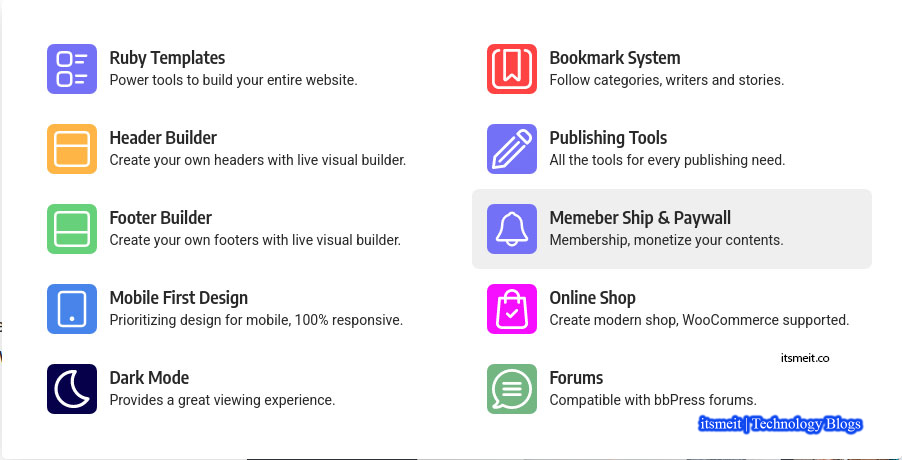 Ruby Templates
Power tools to build your entire website.
Header Builder
Create your own headers with live visual builder.
Footer Builder
Create your own footers with live visual builder.
Mobile First Design
Prioritizing design for mobile, 100% responsive.
Dark Mode
Provides a great viewing experience.
Bookmark System
Follow categories, writers and stories.
Publishing Tools
All the tools for every publishing need.
Memeber Ship & Paywall
Membership, monetize your contents.
Online Shop
Create modern shop, WooCommerce supported.
itsmeit.co
Forums
Compatible with bbPress forums.
itsmeit | Technology Blogs